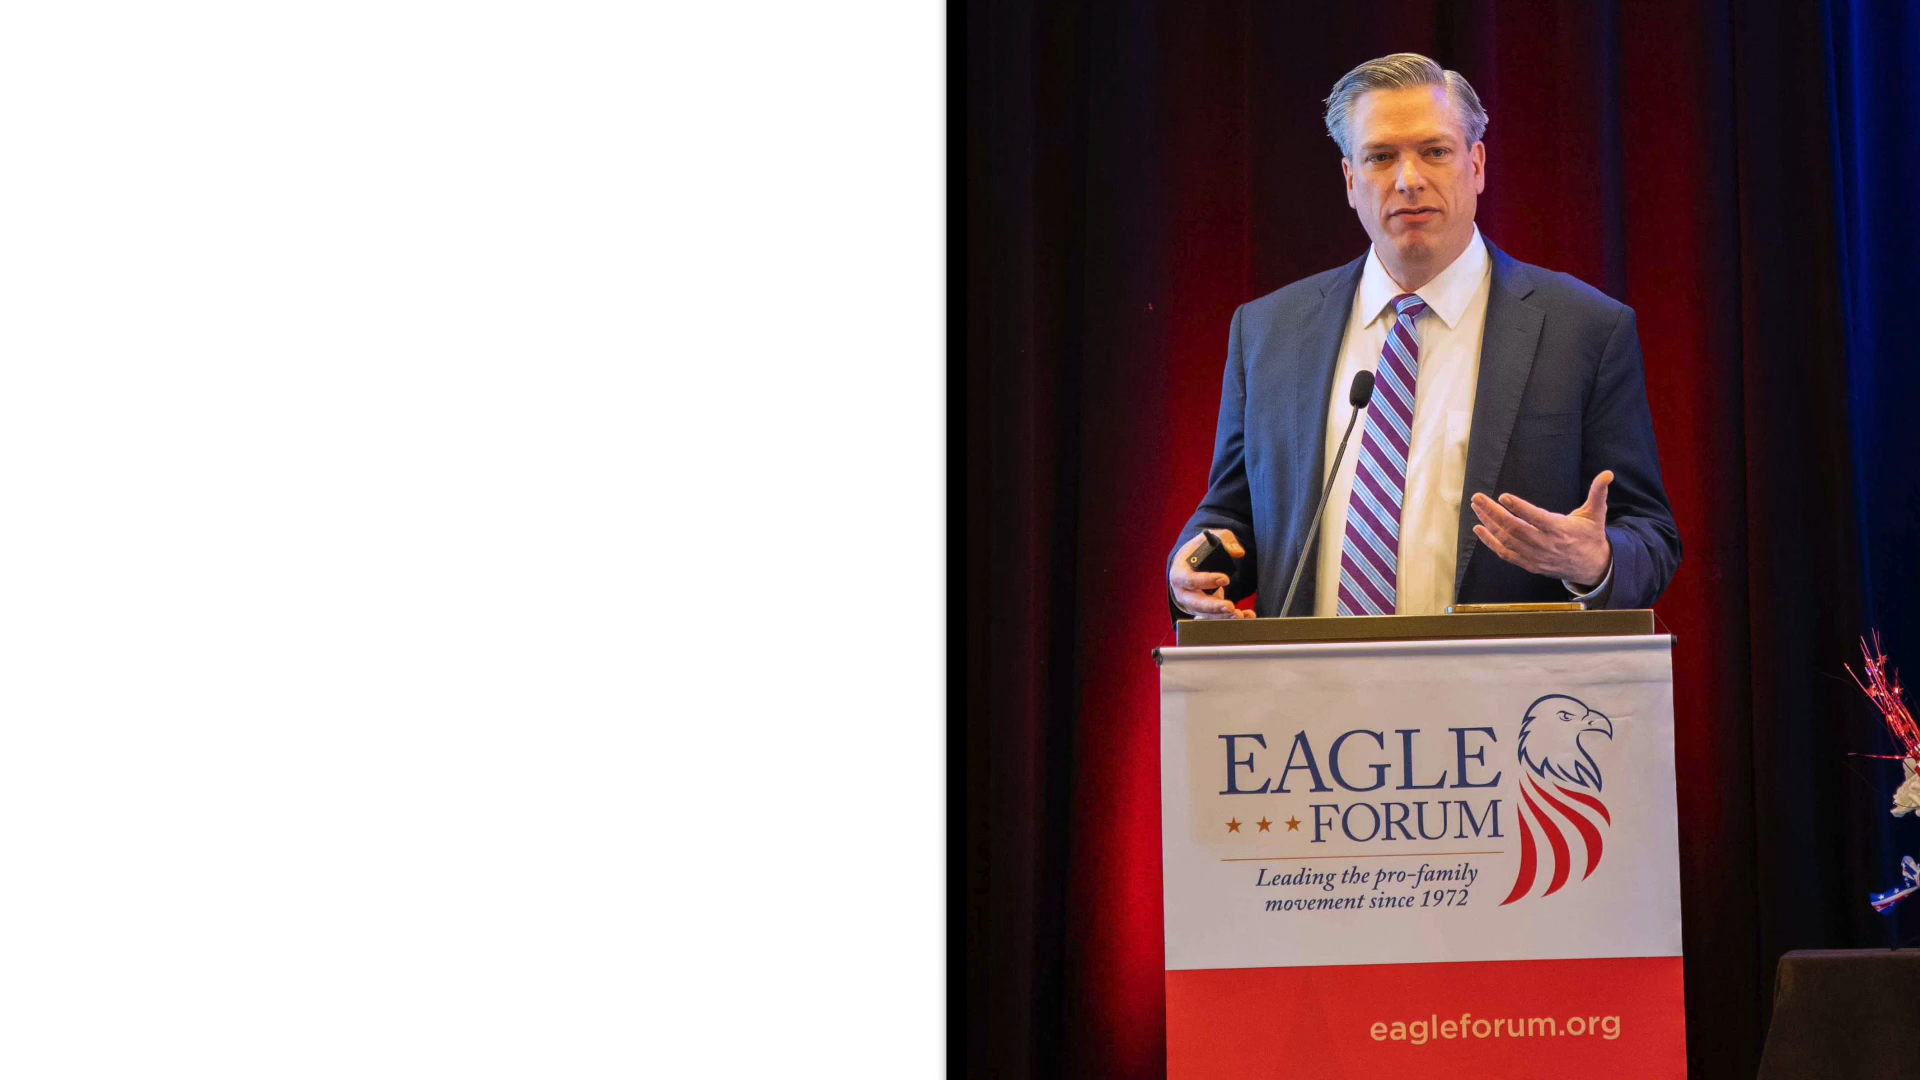 EAGLE
★ ★ ★ FORUM
Leading the pro-family
movement since 1972
eagleforum.org